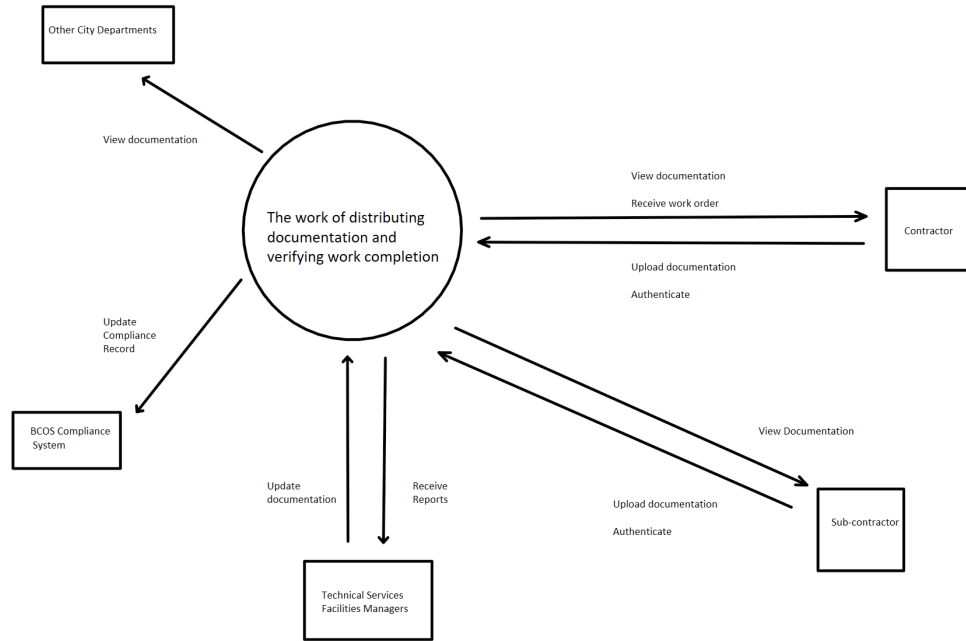 Other City Departments
View documentation
The work of distributing
documentation and
verifying work completion
View documentation
Receive work order
Contractor
Upload documentation
Authenticate
Update
Compliance
Record
BCOS Compliance
System
Update
documentation
Receive
Reports
View Documentation
Upload documentation
Authenticate
Sub-contractor
Technical Services
Facilities Managers